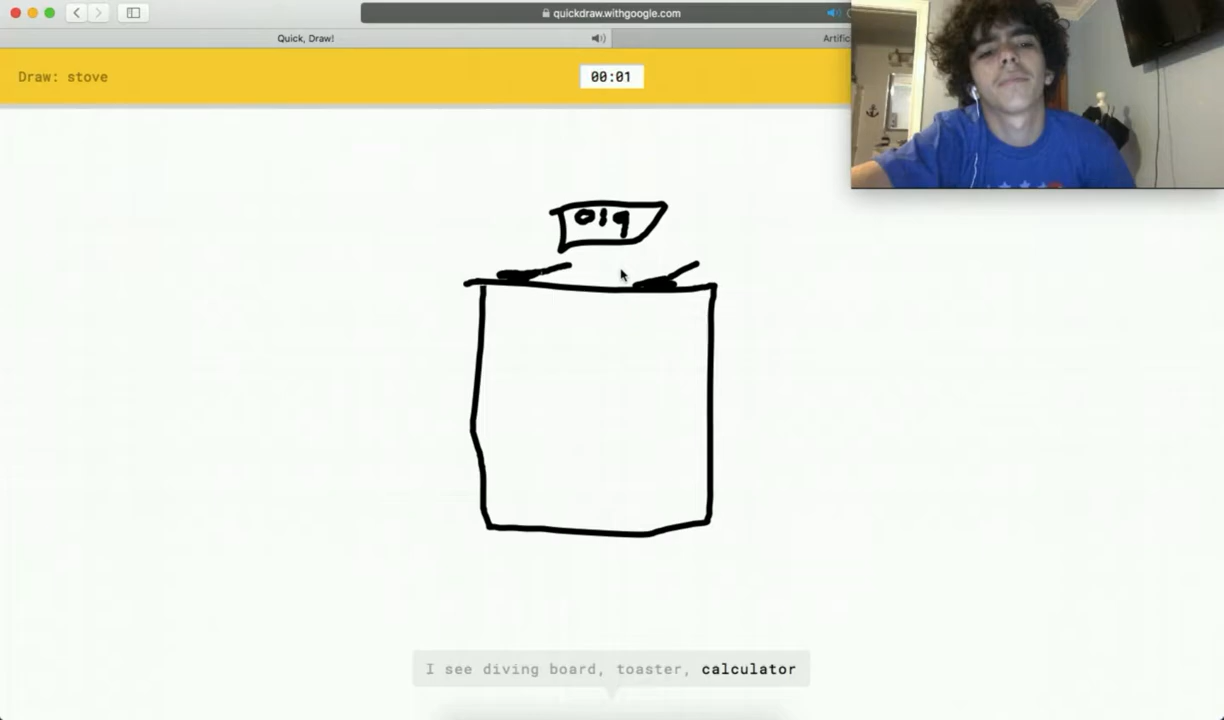 quickdraw.withgoogle.com
Quick, Draw!
Artific
Draw: stove
00:01
019
I see diving board, toaster, calculator